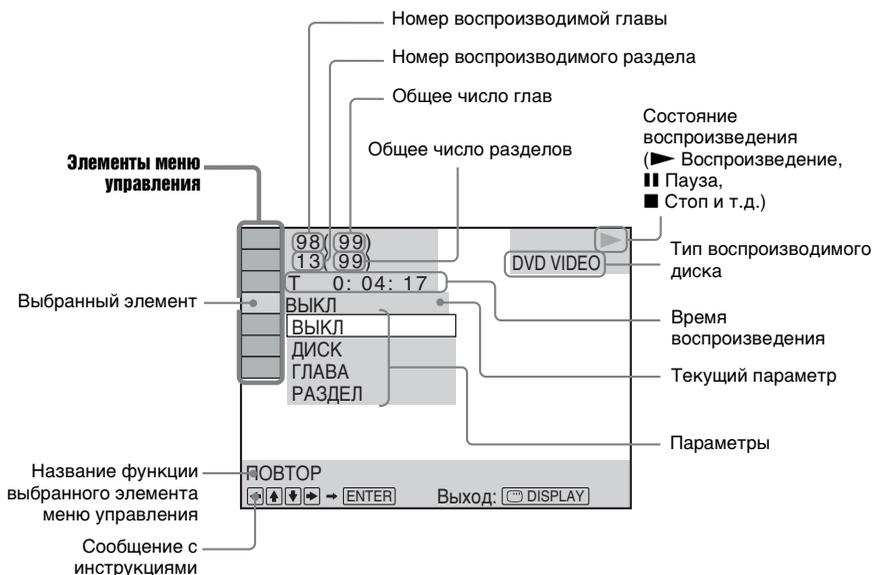 Номер воспроизводимой главы
Номер воспроизводимого раздела
Общее число глав
Общее число разделов
Состояние
воспроизведения
(► Воспроизведение,
▮▮ Пауза,
■ Стоп и т.д.)
Элементы меню
управления
98( 99)
13( 99)
DVD VIDEO
Тип воспроизводимого
диска
T 0: 04: 17
Выбранный элемент
ВЫКЛ
ВЫКЛ
ДИСК
ГЛАВА
РАЗДЕЛ
Время
воспроизведения
Текущий параметр
Параметры
Название функции
выбранного элемента
меню управления
ПОВТОР
← ↑ ↓ → → ENTER Выход: DISPLAY
Сообщение с
инструкциями